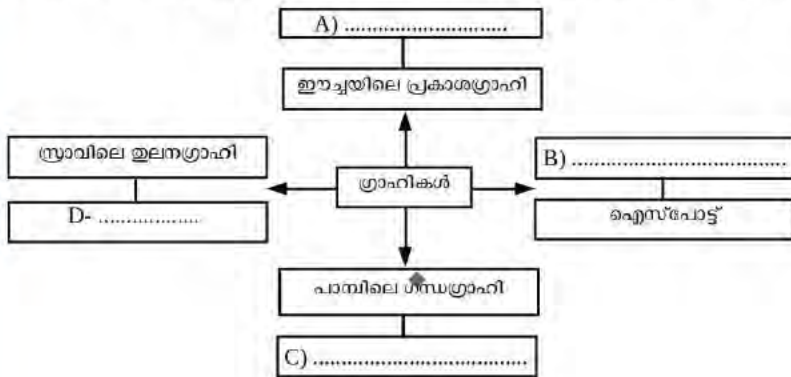 A) ..............................
ഈച്ചയിലെ പ്രകാശഗ്രാഹി
സ്രാവിലെ തുലനഗ്രാഹി
ഗ്രാഹികൾ
B) .......................................
D- ...................
ഐസ്പോട്ട്
പാമ്പിലെ ഗന്ധഗ്രാഹി
C) .......................................